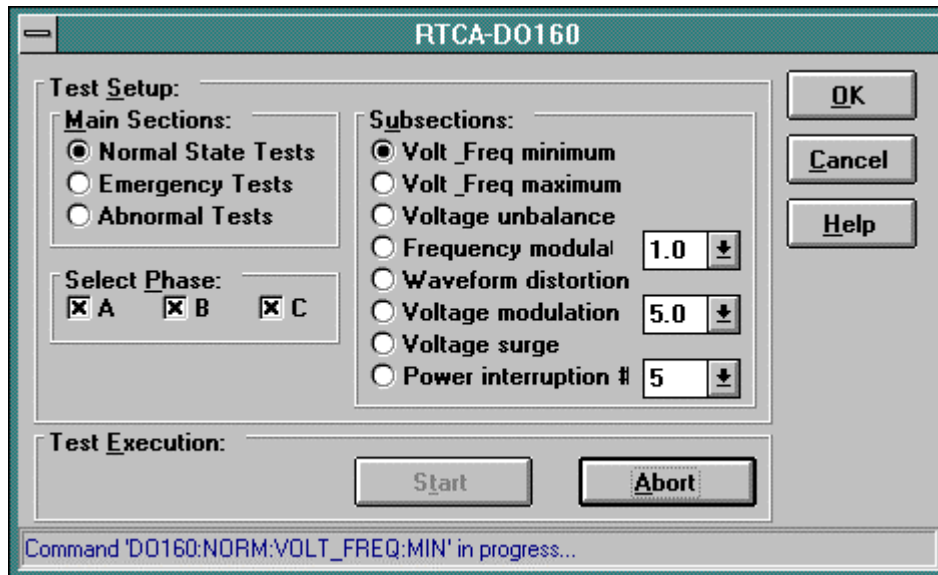 RTCA-DO160
Test Setup:
Main Sections:
Normal State Tests
Emergency Tests
Abnormal Tests
Select Phase:
A B C
Subsections:
Volt _Freq minimum
Volt _Freq maximum
Voltage unbalance
Frequency modula 1.0
Waveform distortion
Voltage modulation 5.0
Voltage surge
Power interruption # 5
OK
Cancel
Help
Test Execution:
Start Abort
Command 'DO160:NORM:VOLT_FREQ:MIN' in progress...